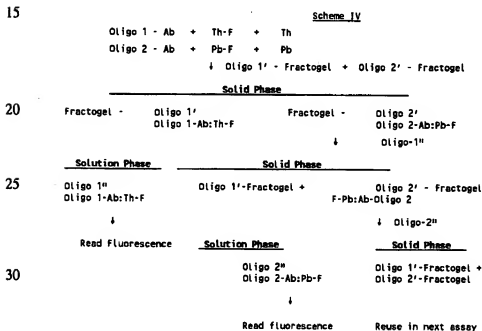 15
Scheme IV
Oligo 1 - Ab + Th-F + Th
Oligo 2 - Ab + Pb-F + Pb
↓ Oligo 1' - Fractogel + Oligo 2' - Fractogel
Solid Phase
20
Fractogel - Oligo 1' Fractogel - Oligo 2'
Oligo 1-Ab:Th-F Oligo 2-Ab:Pb-F
↓ Oligo-1"
Solution Phase Solid Phase
25
Oligo 1" Oligo 1'-Fractogel + Oligo 2' - Fractogel
Oligo 1-Ab:Th-F F-Pb:Ab-Oligo 2
↓ ↓ Oligo-2"
Read fluorescence Solution Phase Solid Phase
Oligo 2" Oligo 1'-Fractogel +
30
Oligo 2-Ab:Pb-F Oligo 2'-Fractogel
↓
Read fluorescence Reuse in next assay